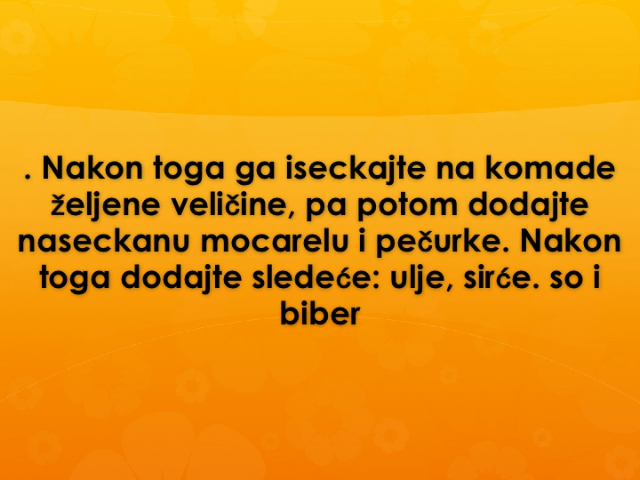 . Nakon toga ga iseckajte na komade
željene veličine, pa potom dodajte
naseckanu mocarelu i pečurke. Nakon
toga dodajte sledeće: ulje, sirće. so i
biber